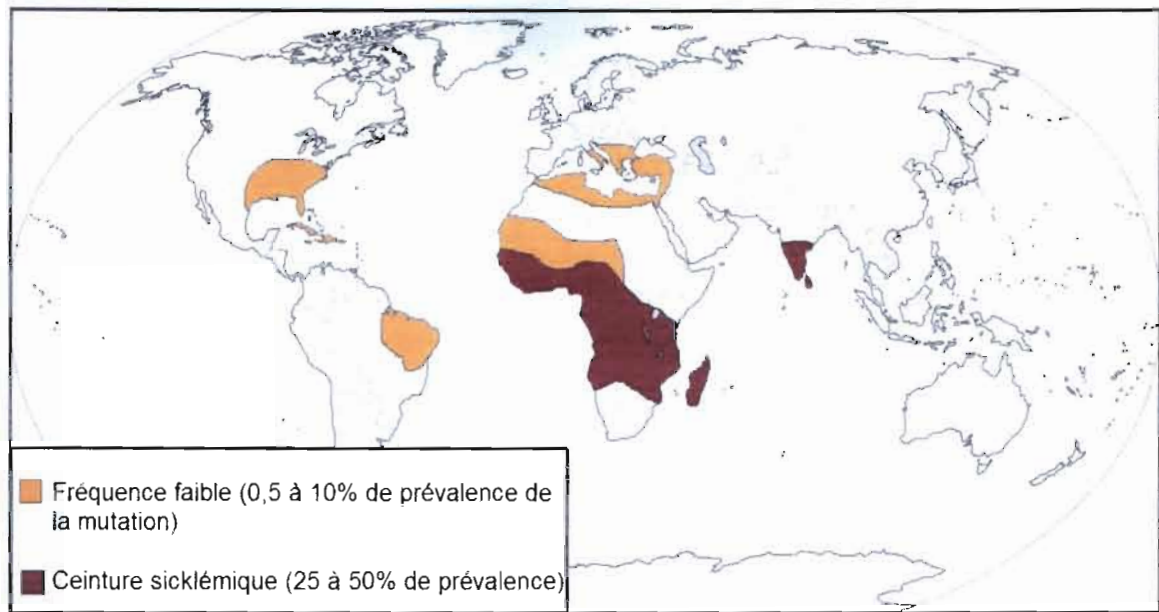 Fréquence faible (0,5 à 10% de prévalence de
la mutation)
Ceinture sicklémique (25 à 50% de prévalence)